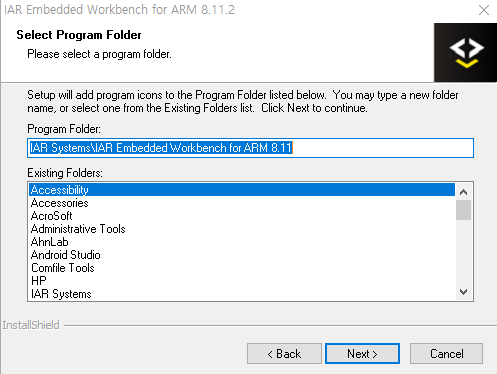 IAR Embedded Workbench for ARM 8.11.2
Select Program Folder
Please select a program folder.
Setup will add program icons to the Program Folder listed below. You may type a new folder
name, or select one from the Existing Folders list. Click Next to continue.
Program Folder:
IAR Systems\IAR Embedded Workbench for ARM 8.11
Existing Folders:
Accessibility
Accessories
AcroSoft
Administrative Tools
AhnLab
Android Studio
Comfile Tools
HP
IAR Systems
InstallShield
< Back
Next >
Cancel